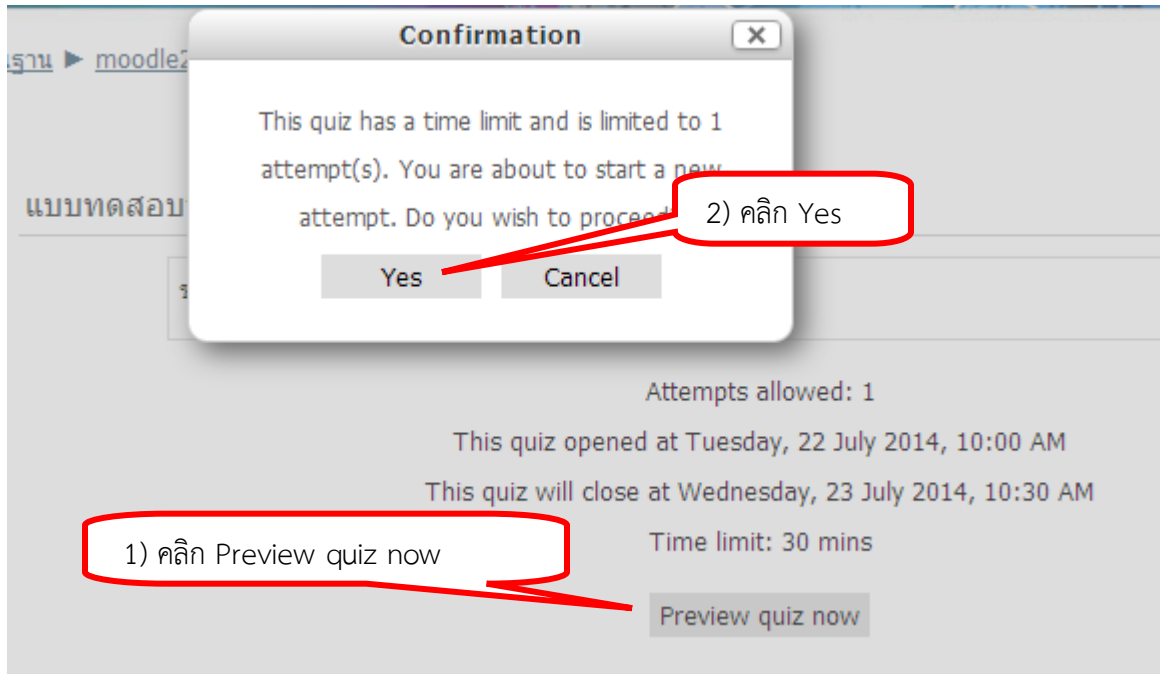 Confirmation
ฐาน ► moodle2
This quiz has a time limit and is limited to 1
attempt(s). You are about to start a new
attempt. Do you wish to proceed
แบบทดสอบ
2) คลิก Yes
Yes Cancel
Attempts allowed: 1
This quiz opened at Tuesday, 22 July 2014, 10:00 AM
This quiz will close at Wednesday, 23 July 2014, 10:30 AM
1) คลิก Preview quiz now
Time limit: 30 mins
Preview quiz now